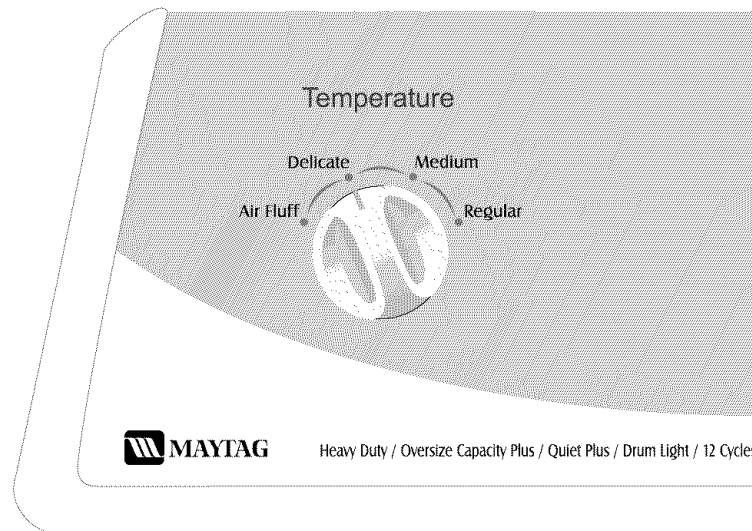 Temperature
Delicate
Medium
Air Fluff
Regular
MAYTAG
Heavy Duty / Oversize Capacity Plus / Quiet Plus / Drum Light / 12 Cycles